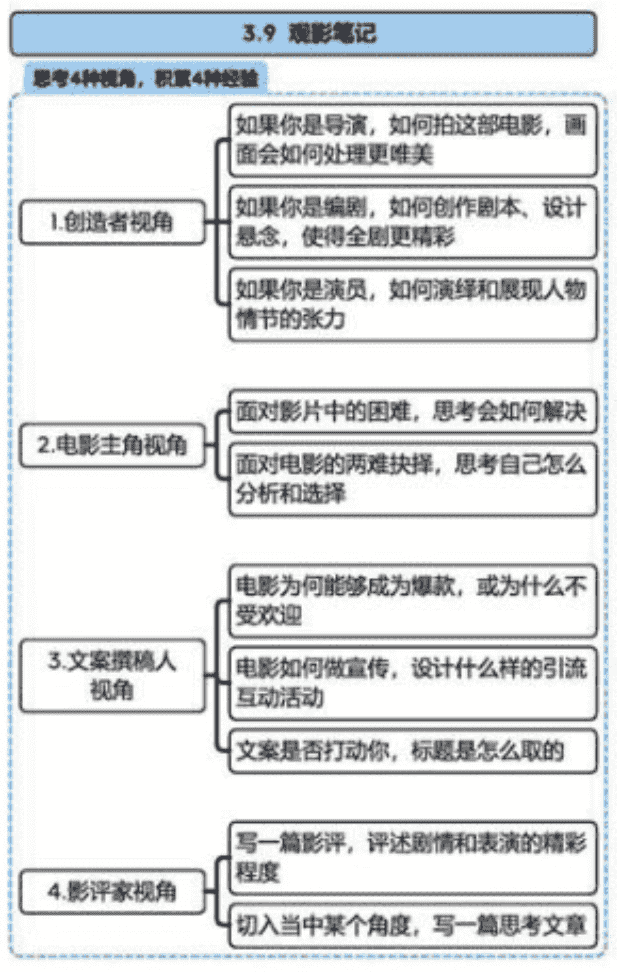 3.9 观影笔记
思考4种视角，积累4种经验
1.创造者视角
如果你是导演，如何拍这部电影，画
面会如何处理更唯美
如果你是编剧，如何创作剧本、设计
悬念，使得全剧更精彩
如果你是演员，如何演绎和展现人物
情节的张力
2.电影主角视角
面对影片中的困难，思考会如何解决
面对电影的两难抉择，思考自己怎么
分析和选择
3.文案撰稿人
视角
电影为何能够成为爆款，或为什么不
受欢迎
电影如何做宣传，设计什么样的引流
互动活动
文案是否打动你，标题是怎么取的
4.影评家视角
写一篇影评，评述剧情和表演的精彩
程度
切入当中某个角度，写一篇思考文章